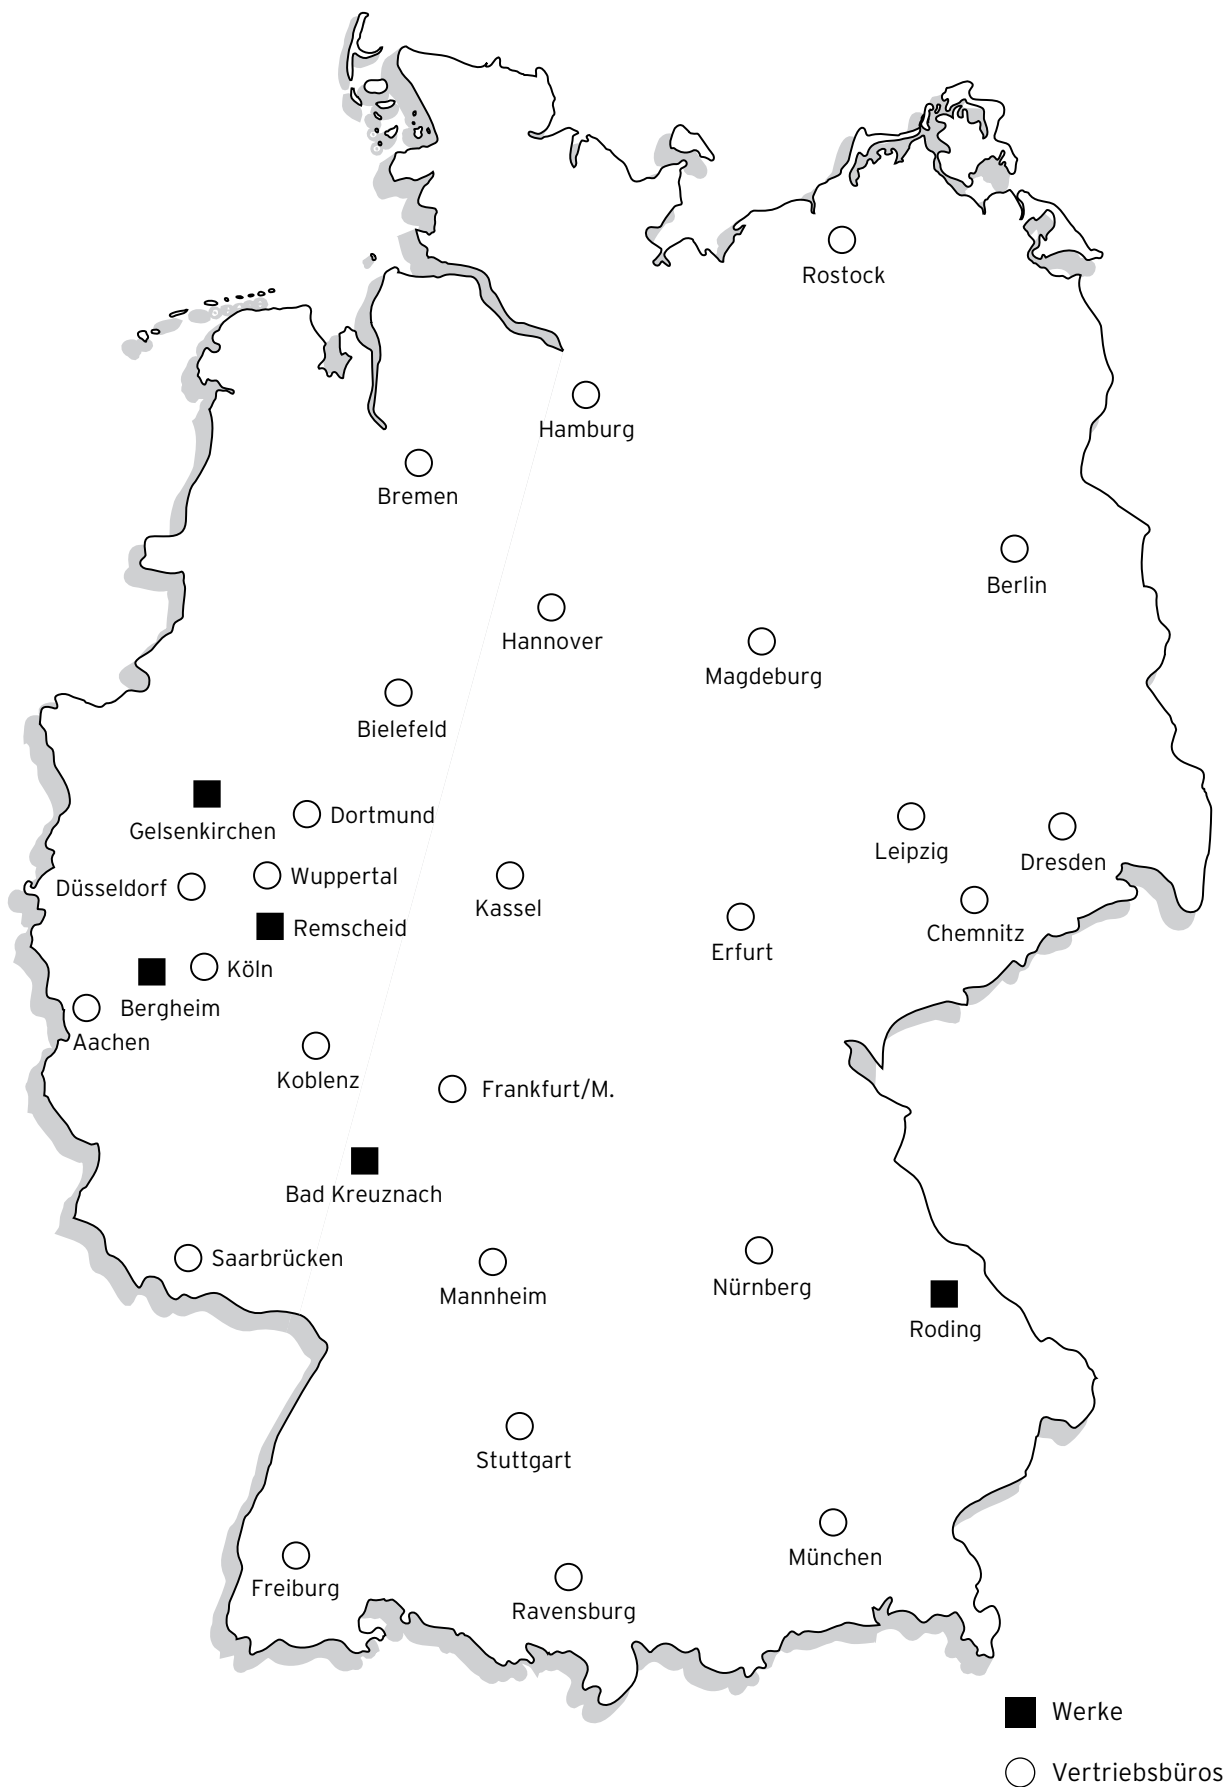 Rostock
Hamburg
Bremen
Berlin
Hannover
Magdeburg
Bielefeld
Gelsenkirchen
Dortmund
Leipzig
Dresden
Düsseldorf
Wuppertal
Kassel
Remscheid
Erfurt
Chemnitz
Köln
Bergheim
Aachen
Koblenz
Frankfurt/M.
Bad Kreuznach
Saarbrücken
Mannheim
Nürnberg
Roding
Stuttgart
München
Freiburg
Ravensburg
Werke
Vertriebsbüros